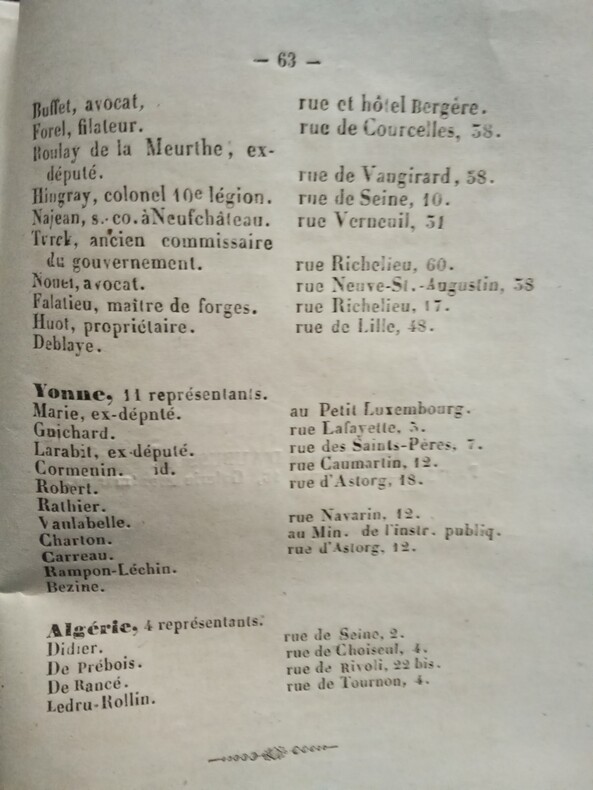 — 63 —
Buffet, avocat, rue et hôtel Bergère.
Forel, filateur. rue de Courcelles, 38.
Boulay de la Meurthe, ex-
député. rue de Vaugirard, 58.
Hingray, colonel 10e légion. rue de Seine, 10.
Najean, s.-co. à Neufchâteau. rue Verneuil, 51
Turck, ancien commissaire
du gouvernement. rue Richelieu, 60.
Nouet, avocat. rue Neuve-St.-Augustin, 38
Falatieu, maître de forges. rue Richelieu, 17.
Huot, propriétaire. rue de Lille, 48.
Deblaye.
Yonne, 11 représentants.
Marie, ex-dépnté. au Petit Luxembourg.
Guichard. rue Lafayette, 5.
Larabit, ex-député. rue des Saints-Pères, 7.
Cormenin. id. rue Caumartin, 12.
Robert. rue d'Astorg, 18.
Rathier.
Vaulabelle. rue Navarin, 12.
Charton. au Min. de l'instr. publiq.
Carreau. rue d'Astorg, 12.
Rampon-Léchin.
Bezine.
Algérie, 4 représentants.
Didier. rue de Seine, 2.
De Prébois. rue de Choiseul, 4.
De Rancé. rue de Rivoli, 22 bis.
Ledru-Rollin. rue de Tournon, 4.